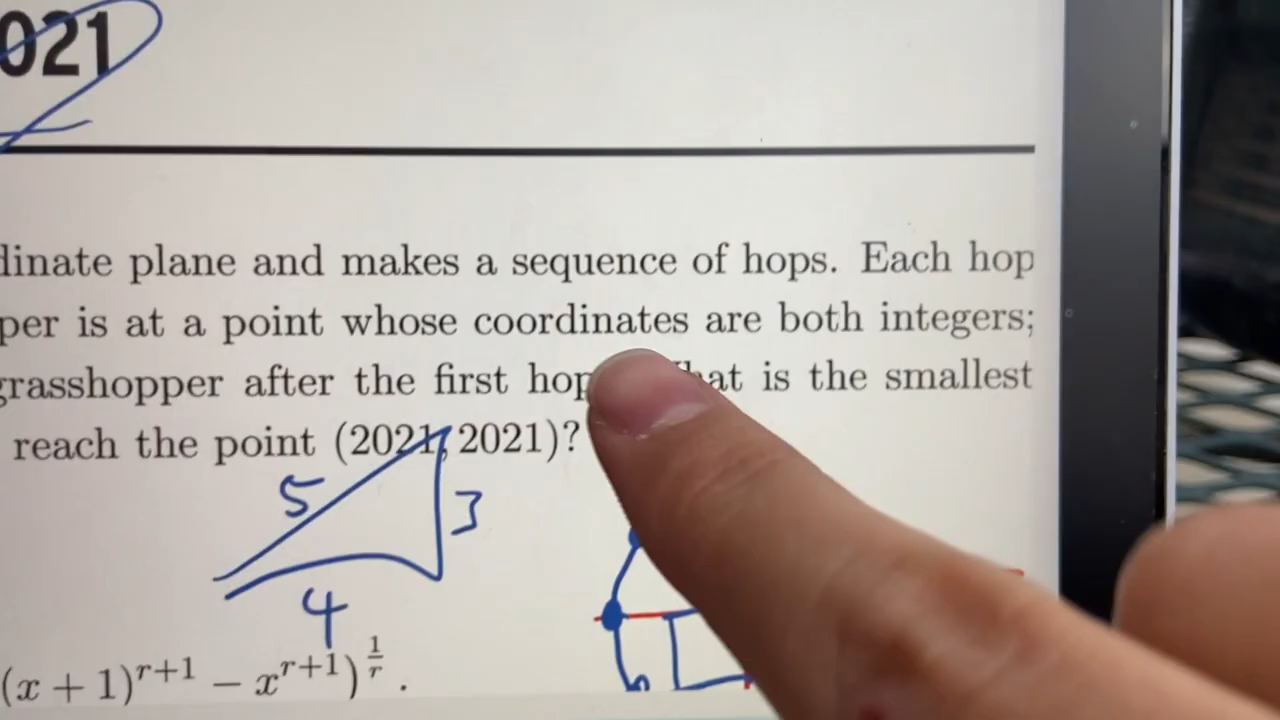 021
dinate plane and makes a sequence of hops. Each hop
per is at a point whose coordinates are both integers;
grasshopper after the first hop is the smallest
reach the point (2021, 2021)?
5
3
4
(x + 1)^{r+1} − x^{r+1})^{\frac{1}{r}} .